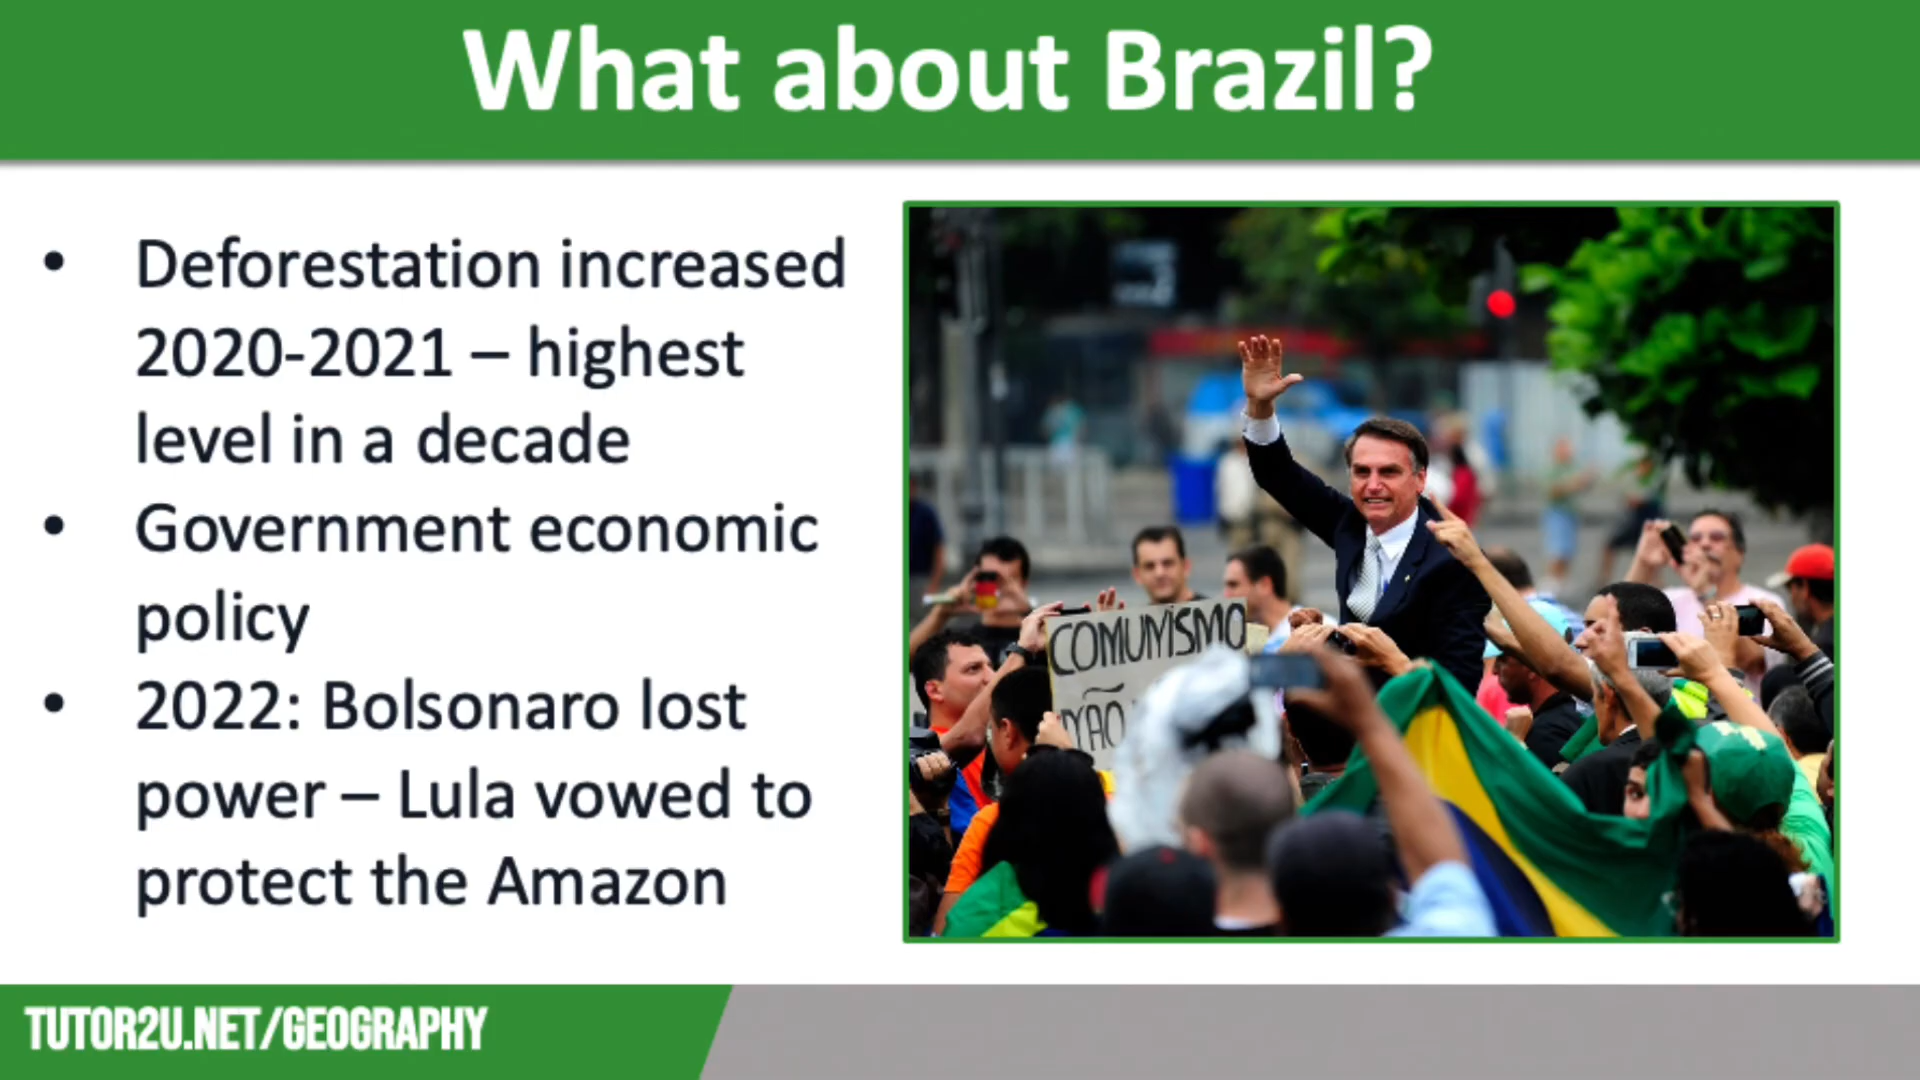 What about Brazil?
• Deforestation increased
2020-2021 – highest
level in a decade
• Government economic
policy
• 2022: Bolsonaro lost
power – Lula vowed to
protect the Amazon
COMUNISMO
NÃO
TUTOR2U.NET/GEOGRAPHY